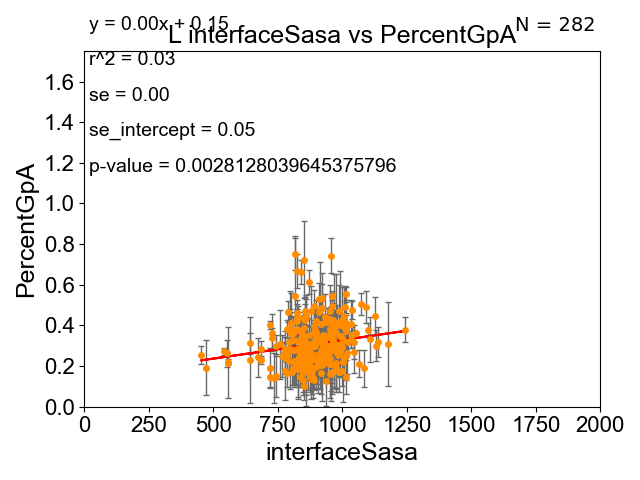 y = 0.00x + 0.15
L interfaceSasa vs PercentGpA
N = 282
r^2 = 0.03
se = 0.00
se_intercept = 0.05
p-value = 0.0028128039645375796
PercentGpA
1.6
1.4
1.2
1.0
0.8
0.6
0.4
0.2
0.0
0 250 500 750 1000 1250 1500 1750 2000
interfaceSasa